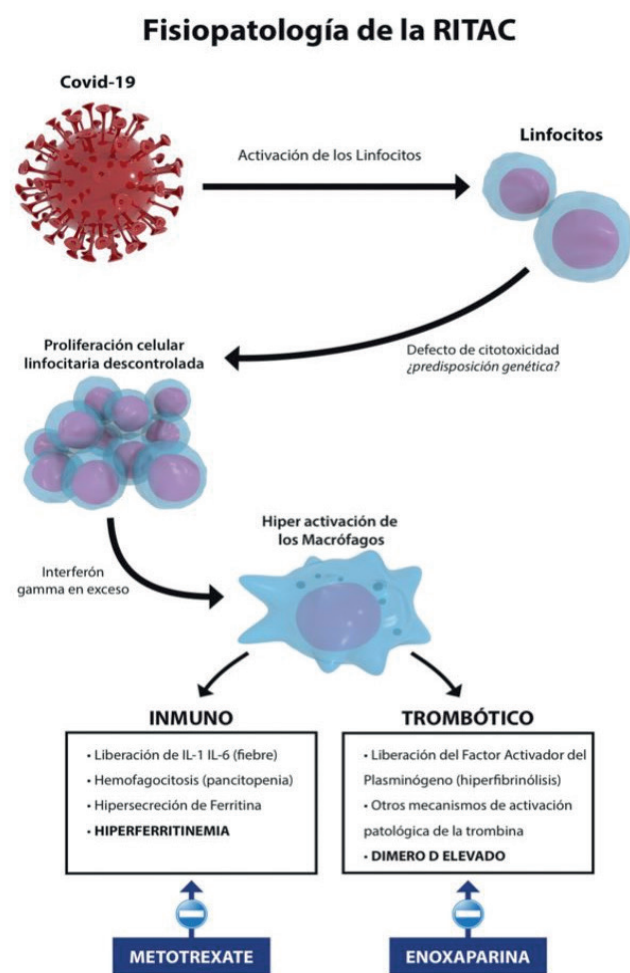 Fisiopatología de la RITAC
Covid-19
Activación de los Linfocitos
Linfocitos
Defecto de citotoxicidad
¿predisposición genética?
Proliferación celular
linfocitaria descontrolada
Interferón
gamma en exceso
Hiper activación de
los Macrófagos
INMUNO
• Liberación de IL-1 IL-6 (fiebre)
• Hemofagocitosis (pancitopenia)
• Hipersecreción de Ferritina
• HIPERFERRITINEMIA
METOTREXATE
TROMBÓTICO
• Liberación del Factor Activador del
Plasminógeno (hiperfibrinólisis)
• Otros mecanismos de activación
patológica de la trombina
• DIMERO D ELEVADO
ENOXAPARINA